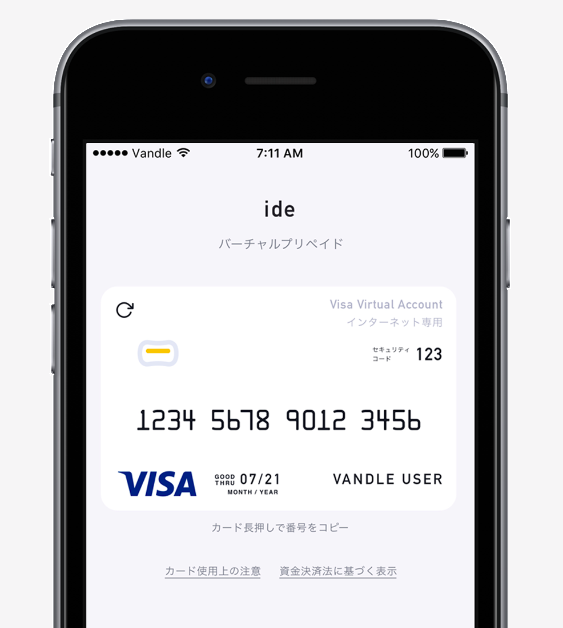 Vandle 7:11 AM 100%
ide
バーチャルプリペイド
Visa Virtual Account
インターネット専用
セキュリティ
コード 123
1234 5678 9012 3456
VISA GOOD THRU 07/21 VANDLE USER
MONTH / YEAR
カード長押しで番号をコピー
カード使用上の注意 資金決済法に基づく表示